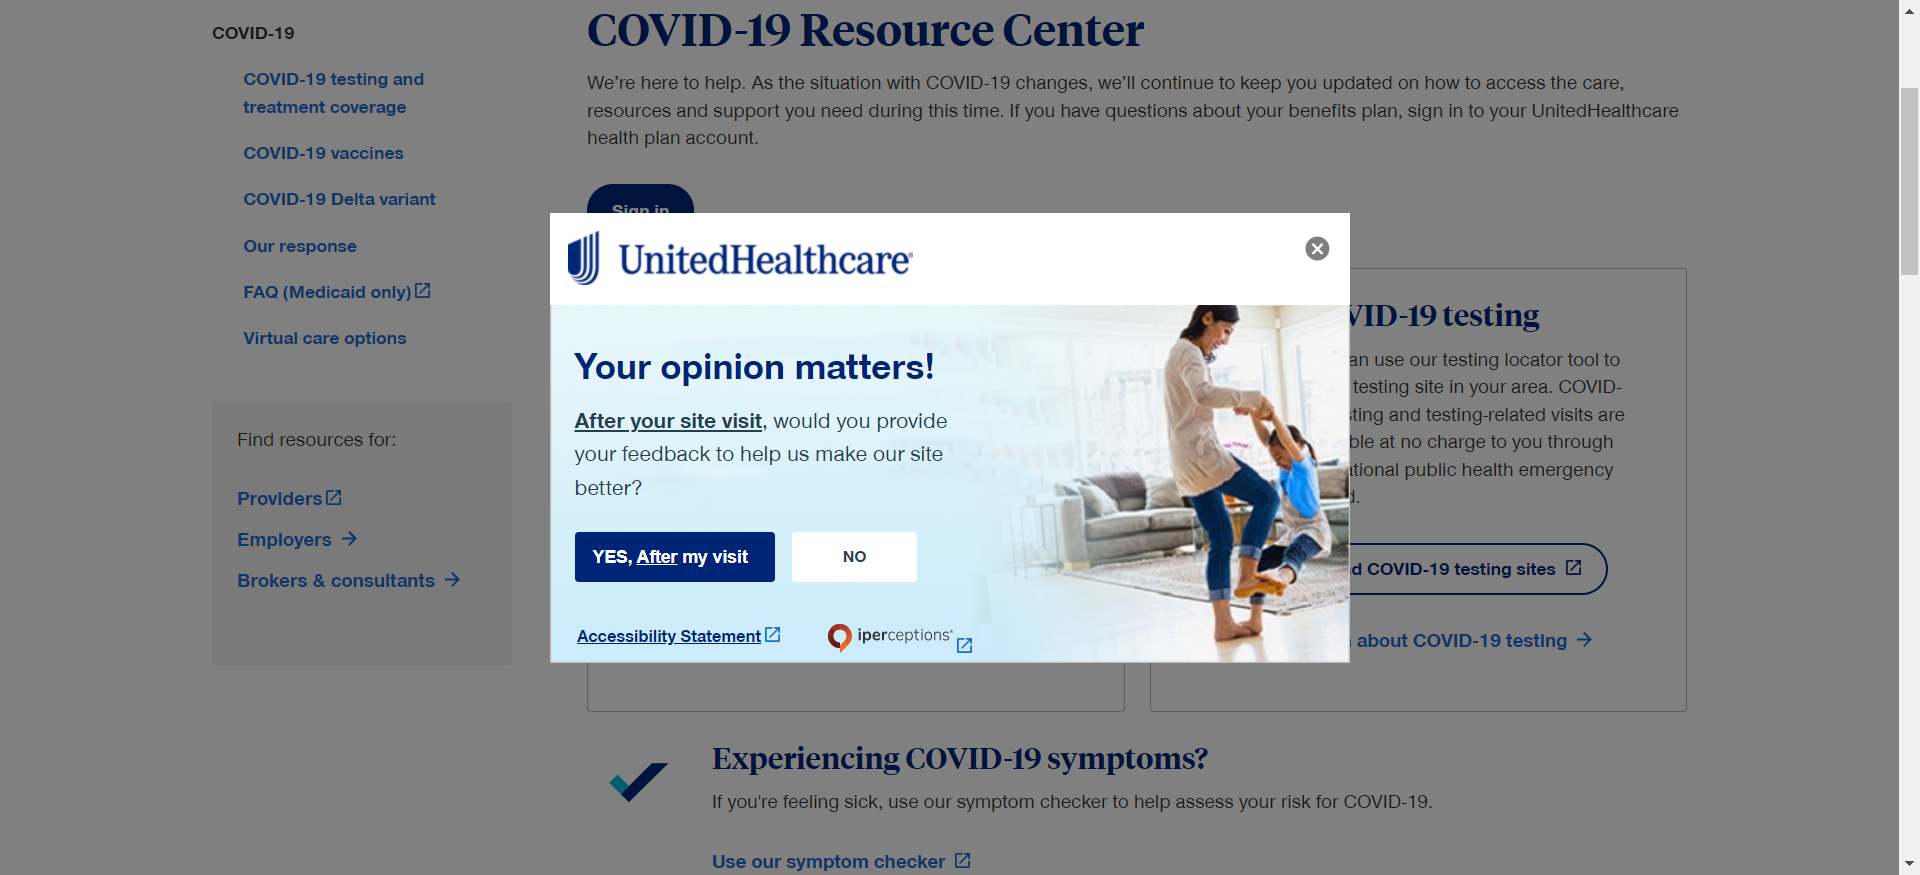 COVID-19
COVID-19 testing and
treatment coverage
COVID-19 vaccines
COVID-19 Delta variant
Our response
FAQ (Medicaid only)
Virtual care options
Find resources for:
Providers
Employers
Brokers & consultants
COVID-19 Resource Center
We’re here to help. As the situation with COVID-19 changes, we’ll continue to keep you updated on how to access the care,
resources and support you need during this time. If you have questions about your benefits plan, sign in to your UnitedHealthcare
health plan account.
Sign in
UnitedHealthcare
Your opinion matters!
After your site visit, would you provide
your feedback to help us make our site
better?
YES, After my visit
NO
Accessibility Statement
iperceptions
testing
use our testing locator tool to
testing site in your area. COVID-
and testing-related visits are
at no charge to you through
public health emergency
COVID-19 testing sites
about COVID-19 testing
Experiencing COVID-19 symptoms?
If you're feeling sick, use our symptom checker to help assess your risk for COVID-19.
Use our symptom checker